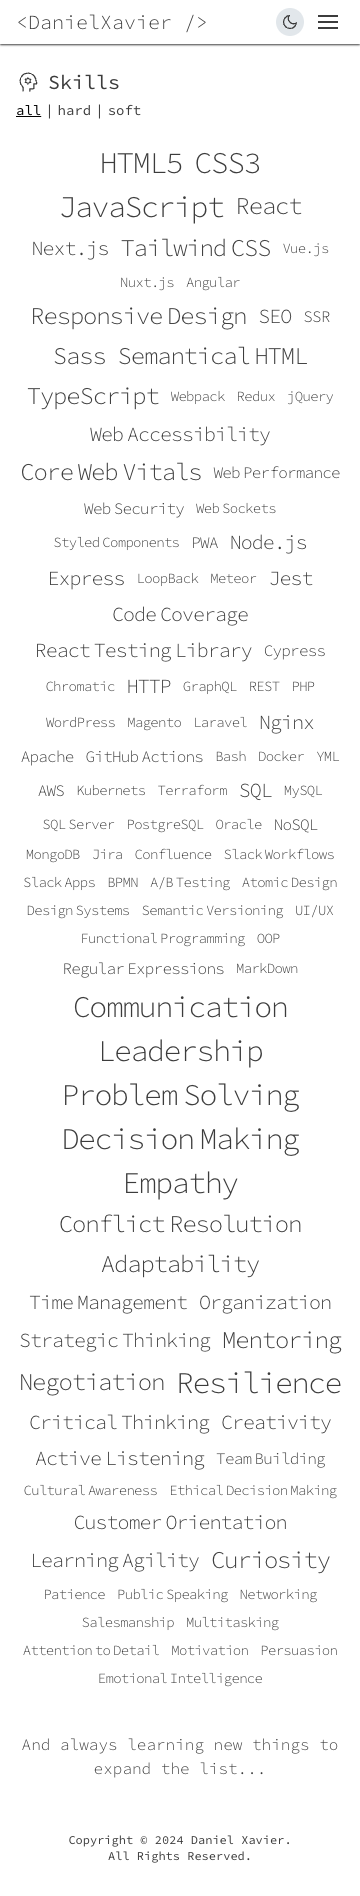 <DanielXavier />
Skills
all | hard | soft
HTML5 CSS3
JavaScript React
Next.js Tailwind CSS Vue.js
Nuxt.js Angular
Responsive Design SEO SSR
Sass Semantical HTML
TypeScript Webpack Redux jQuery
Web Accessibility
Core Web Vitals Web Performance
Web Security Web Sockets
Styled Components PWA Node.js
Express LoopBack Meteor Jest
Code Coverage
React Testing Library Cypress
Chromatic HTTP GraphQL REST PHP
WordPress Magento Laravel Nginx
Apache GitHub Actions Bash Docker YML
AWS Kubernetes Terraform SQL MySQL
SQL Server PostgreSQL Oracle NoSQL
MongoDB Jira Confluence Slack Workflows
Slack Apps BPMN A/B Testing Atomic Design
Design Systems Semantic Versioning UI/UX
Functional Programming OOP
Regular Expressions MarkDown
Communication
Leadership
Problem Solving
Decision Making
Empathy
Conflict Resolution
Adaptability
Time Management Organization
Strategic Thinking Mentoring
Negotiation Resilience
Critical Thinking Creativity
Active Listening Team Building
Cultural Awareness Ethical Decision Making
Customer Orientation
Learning Agility Curiosity
Patience Public Speaking Networking
Salesmanship Multitasking
Attention to Detail Motivation Persuasion
Emotional Intelligence
And always learning new things to
expand the list...
Copyright © 2024 Daniel Xavier.
All Rights Reserved.